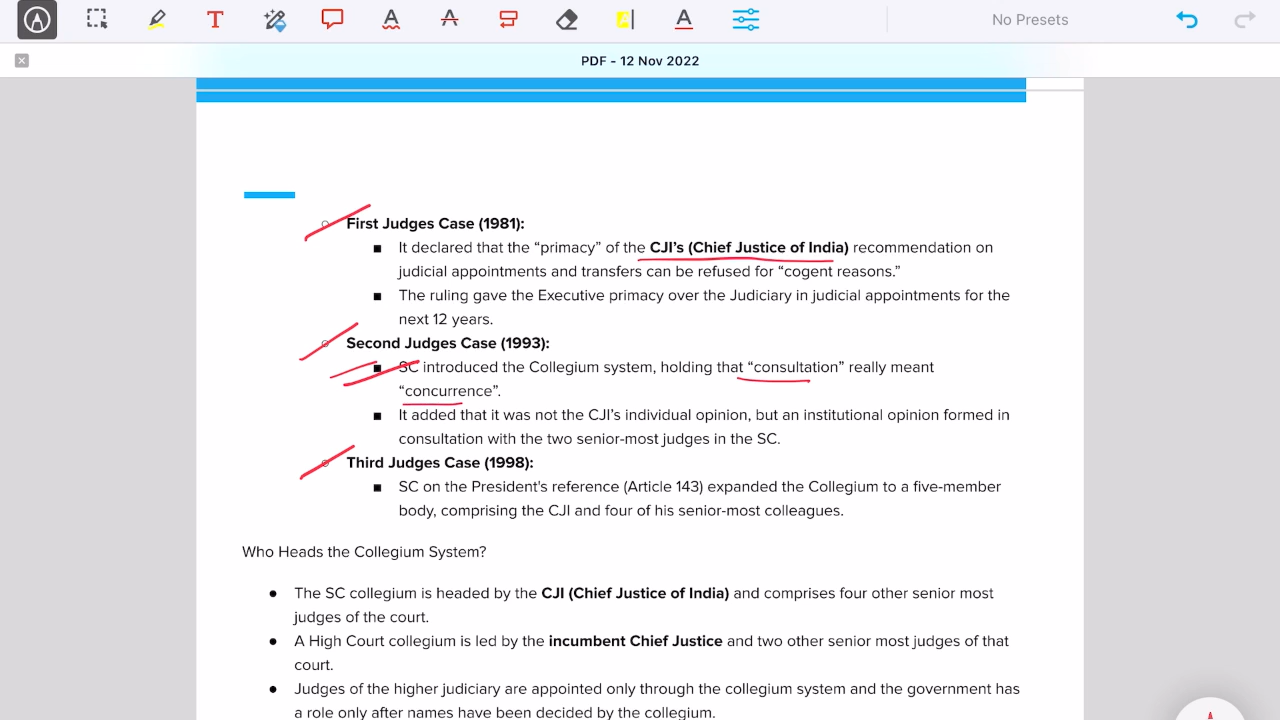 No Presets
PDF - 12 Nov 2022
First Judges Case (1981):
It declared that the “primacy” of the CJI’s (Chief Justice of India) recommendation on
judicial appointments and transfers can be refused for “cogent reasons.”
The ruling gave the Executive primacy over the Judiciary in judicial appointments for the
next 12 years.
Second Judges Case (1993):
SC introduced the Collegium system, holding that “consultation” really meant
“concurrence”.
It added that it was not the CJI’s individual opinion, but an institutional opinion formed in
consultation with the two senior-most judges in the SC.
Third Judges Case (1998):
SC on the President's reference (Article 143) expanded the Collegium to a five-member
body, comprising the CJI and four of his senior-most colleagues.
Who Heads the Collegium System?
The SC collegium is headed by the CJI (Chief Justice of India) and comprises four other senior most
judges of the court.
A High Court collegium is led by the incumbent Chief Justice and two other senior most judges of that
court.
Judges of the higher judiciary are appointed only through the collegium system and the government has
a role only after names have been decided by the collegium.